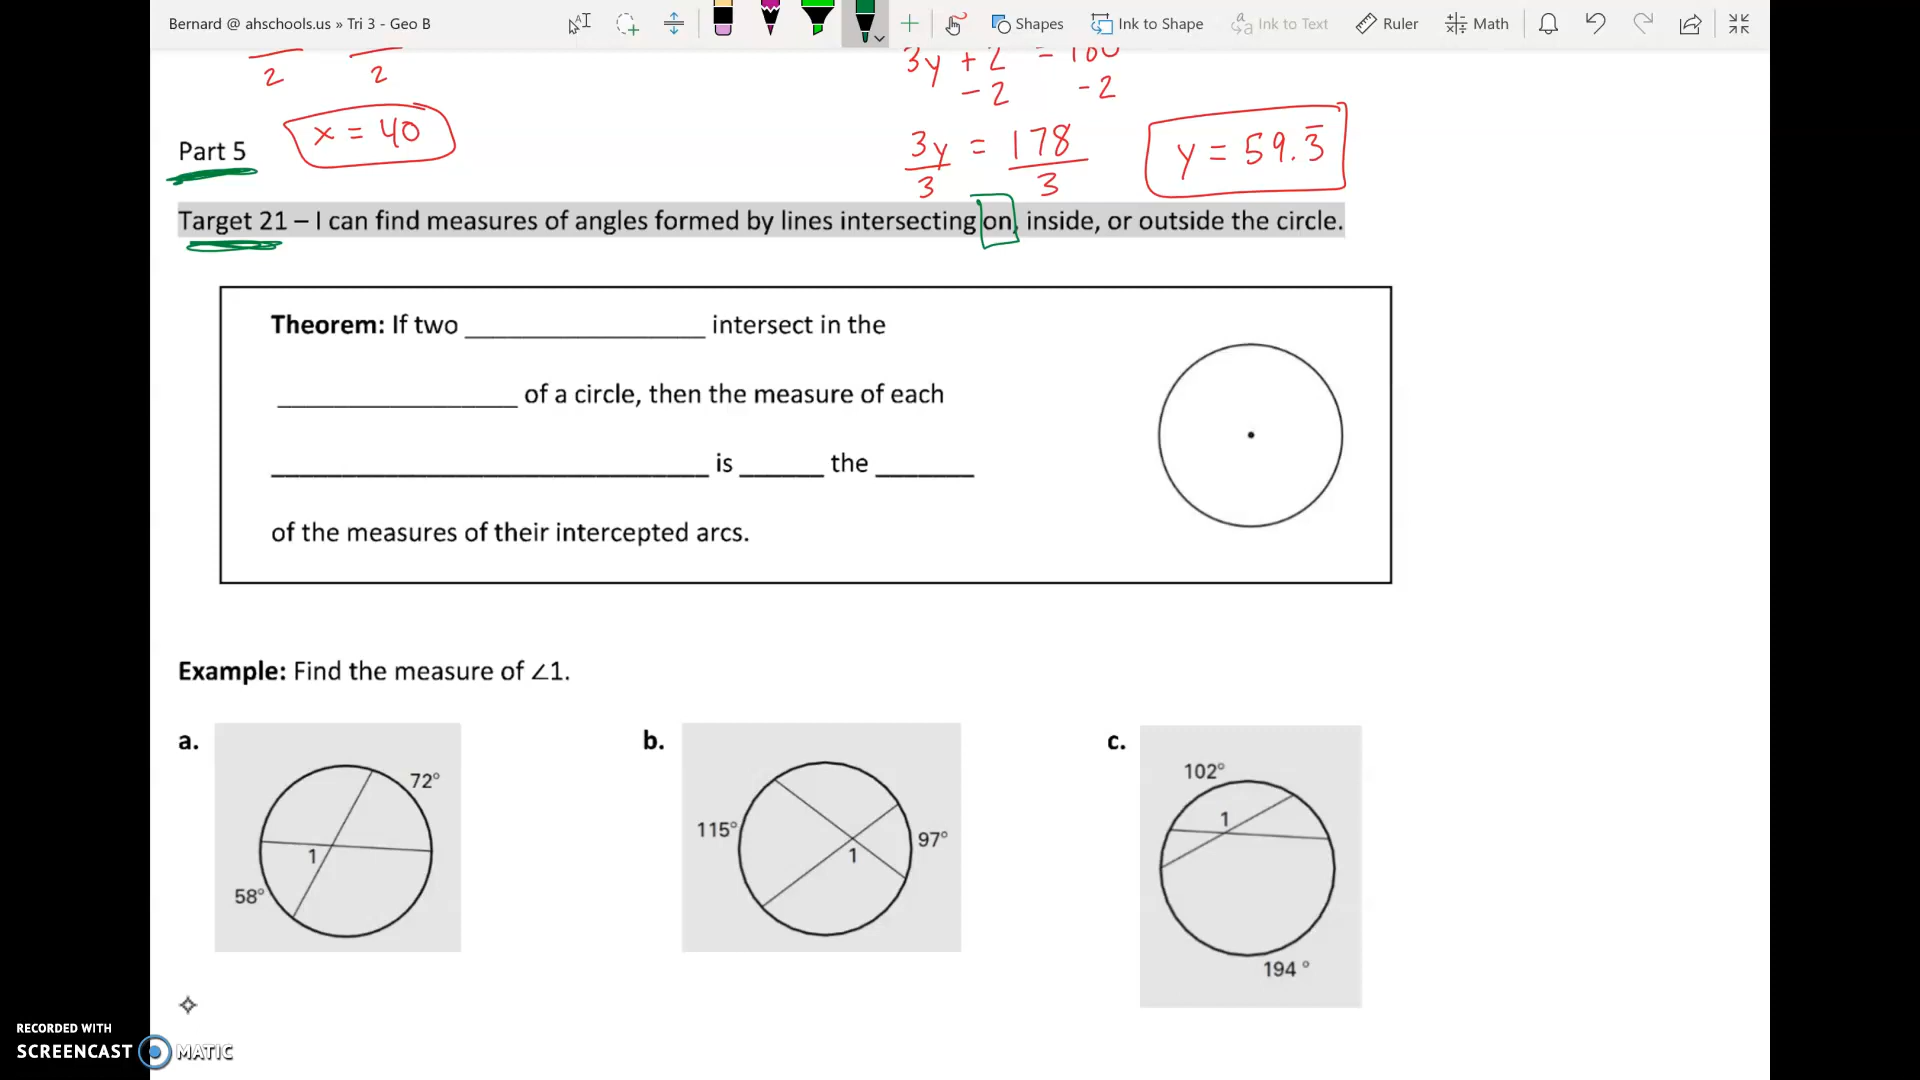 Bernard @ ahschools.us » Tri 3 - Geo B
Shapes
Ink to Shape
Ink to Text
Ruler
Math
2 2
3y + 2 = 180
- 2 - 2
x = 40
3y = 178
3 3
y = 59.3̅
Part 5
Target 21 – I can find measures of angles formed by lines intersecting on, inside, or outside the circle.
Theorem: If two _________________ intersect in the
_________________ of a circle, then the measure of each
_______________________________ is ______ the _______
of the measures of their intercepted arcs.
Example: Find the measure of ∠1.
a.
72°
1
58°
b.
115°
97°
1
c.
102°
1
194 °
RECORDED WITH
SCREENCAST MATIC